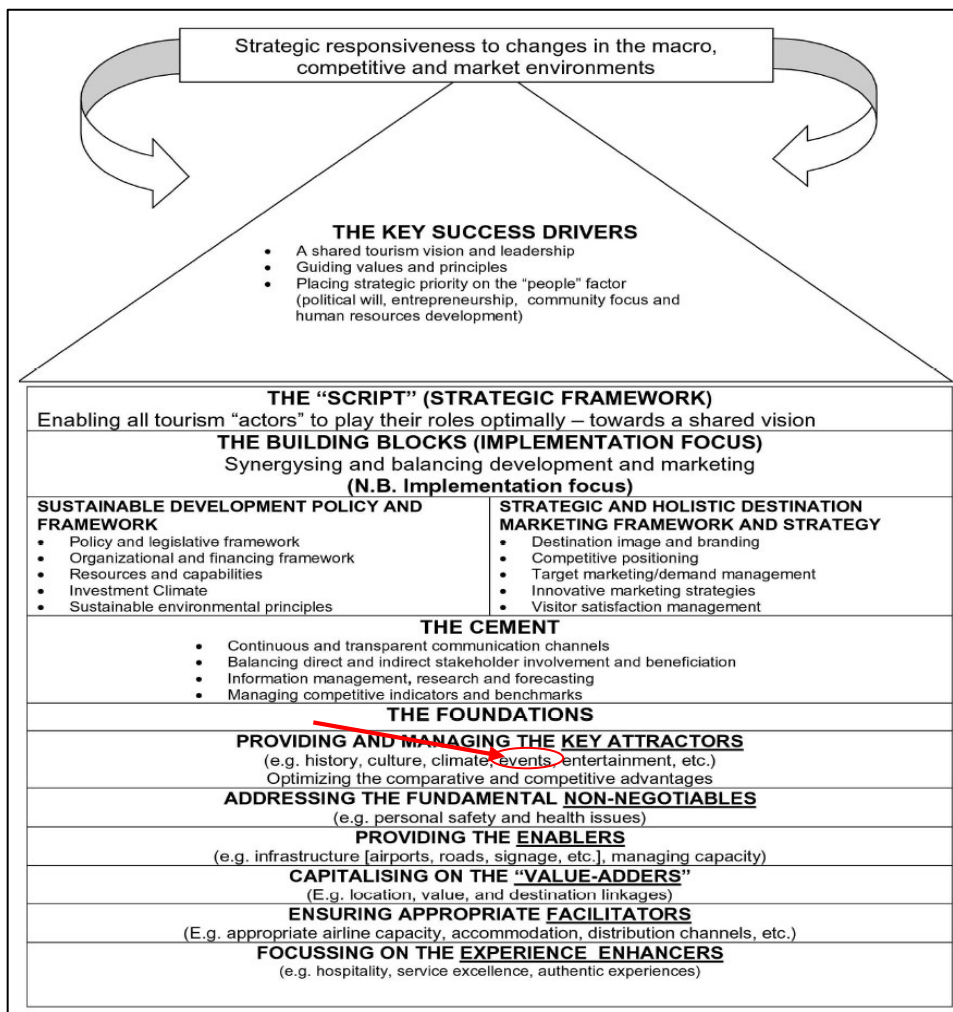 Strategic responsiveness to changes in the macro,
competitive and market environments
THE KEY SUCCESS DRIVERS
• A shared tourism vision and leadership
• Guiding values and principles
• Placing strategic priority on the “people” factor
(political will, entrepreneurship, community focus and
human resources development)
THE “SCRIPT” (STRATEGIC FRAMEWORK)
Enabling all tourism “actors” to play their roles optimally – towards a shared vision
THE BUILDING BLOCKS (IMPLEMENTATION FOCUS)
Synergysing and balancing development and marketing
(N.B. Implementation focus)
SUSTAINABLE DEVELOPMENT POLICY AND
FRAMEWORK
• Policy and legislative framework
• Organizational and financing framework
• Resources and capabilities
• Investment Climate
• Sustainable environmental principles
STRATEGIC AND HOLISTIC DESTINATION
MARKETING FRAMEWORK AND STRATEGY
• Destination image and branding
• Competitive positioning
• Target marketing/demand management
• Innovative marketing strategies
• Visitor satisfaction management
THE CEMENT
• Continuous and transparent communication channels
• Balancing direct and indirect stakeholder involvement and beneficiation
• Information management, research and forecasting
• Managing competitive indicators and benchmarks
THE FOUNDATIONS
PROVIDING AND MANAGING THE KEY ATTRACTORS
(e.g. history, culture, climate, events, entertainment, etc.)
Optimizing the comparative and competitive advantages
ADDRESSING THE FUNDAMENTAL NON-NEGOTIABLES
(e.g. personal safety and health issues)
PROVIDING THE ENABLERS
(e.g. infrastructure [airports, roads, signage, etc.], managing capacity)
CAPITALISING ON THE “VALUE-ADDERS”
(E.g. location, value, and destination linkages)
ENSURING APPROPRIATE FACILITATORS
(E.g. appropriate airline capacity, accommodation, distribution channels, etc.)
FOCUSSING ON THE EXPERIENCE ENHANCERS
(e.g. hospitality, service excellence, authentic experiences)